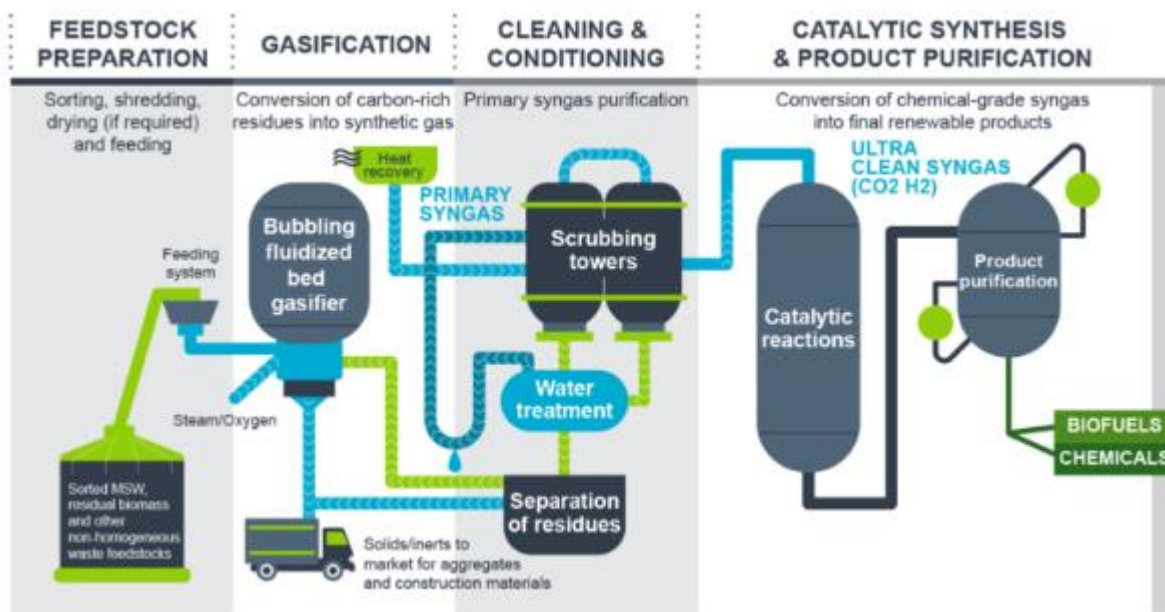 FEEDSTOCK
PREPARATION
Sorting, shredding,
drying (if required)
and feeding
GASIFICATION
Conversion of carbon-rich
residues into synthetic gas
CLEANING &
CONDITIONING
Primary syngas purification
CATALYTIC SYNTHESIS
& PRODUCT PURIFICATION
Conversion of chemical-grade syngas
into final renewable products
Heat
recovery
PRIMARY
SYNGAS
ULTRA
CLEAN SYNGAS
(CO2 H2)
Bubbling
fluidized
bed
gasifier
Scrubbing
towers
Feeding
system
Product
purification
Catalytic
reactions
Water
treatment
Steam/Oxygen
BIOFUELS
CHEMICALS
Sorted MSW,
residual biomass
and other
non-homogeneous
waste feedstocks
Separation
of residues
Solids/inerts to
market for aggregates
and construction materials